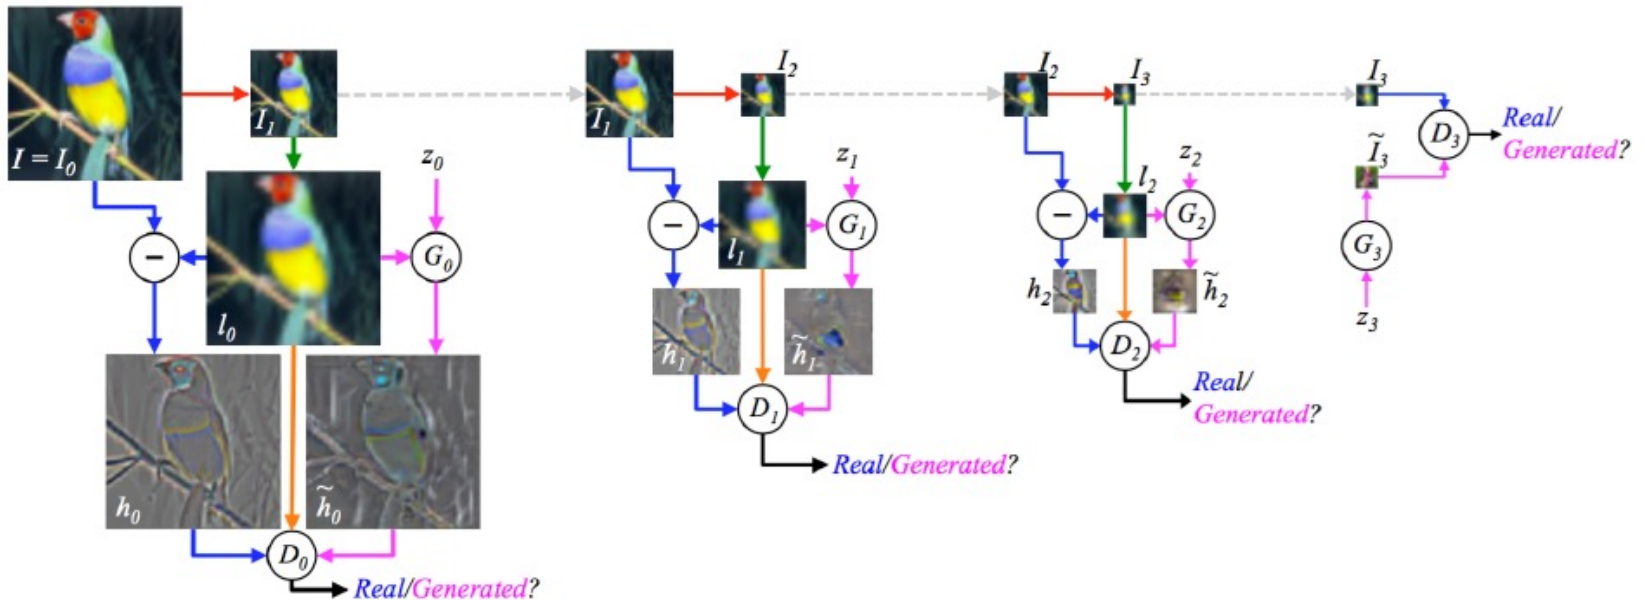 I = I₀
I₁
I₁
I₂
I₂
I₃
I₃
l₀
z₀
−
G₀
h₀
h̃₀
D₀
Real/Generated?
z₁
−
l₁
G₁
h₁
h̃₁
D₁
Real/Generated?
z₂
−
l₂
G₂
h₂
h̃₂
D₂
Real/
Generated?
D₃
Real/
Generated?
Ĩ₃
G₃
z₃